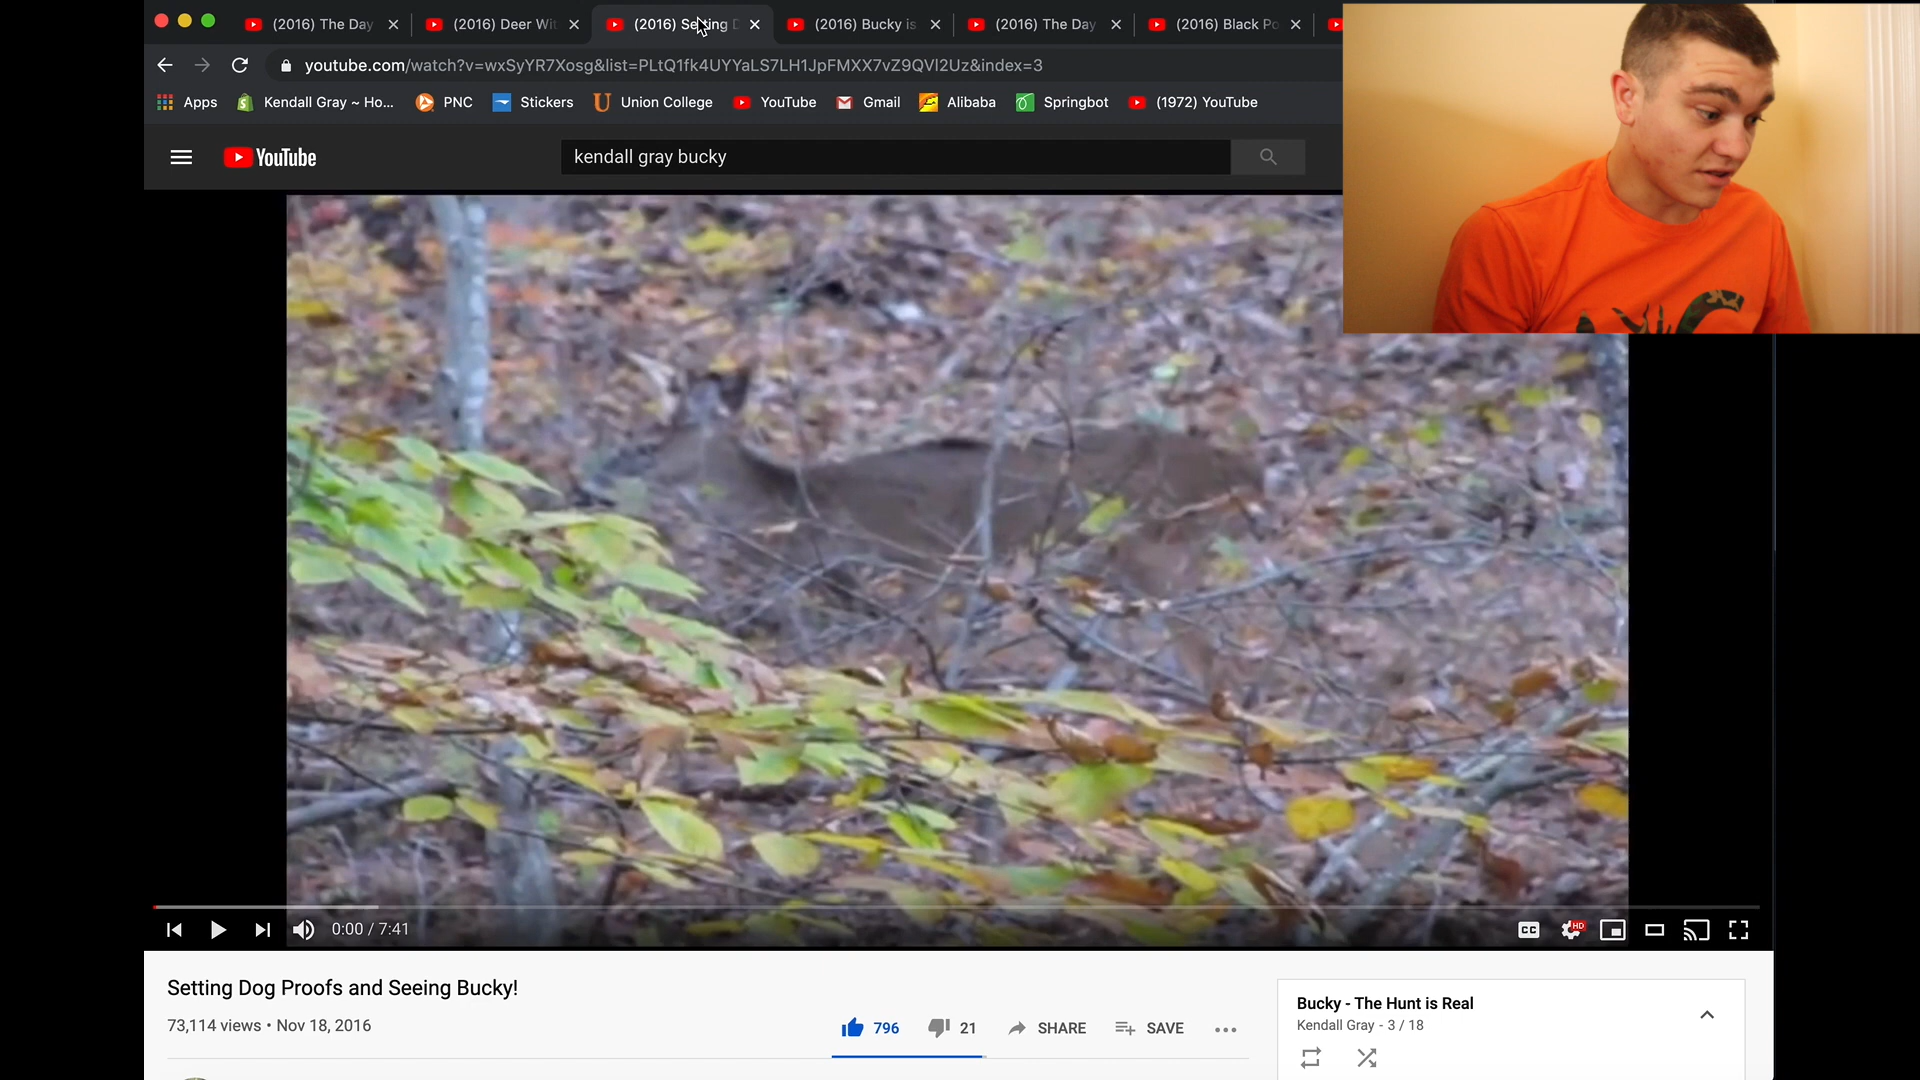 (2016) The Day
(2016) Deer Wit
(2016) Setting D
(2016) Bucky is
(2016) The Day
(2016) Black Po
youtube.com/watch?v=wxSyYR7Xosg&list=PLtQ1fk4UYYaLS7LH1JpFMXX7vZ9QVI2Uz&index=3
Apps
Kendall Gray ~ Ho...
PNC
Stickers
Union College
YouTube
Gmail
Alibaba
Springbot
(1972) YouTube
YouTube
kendall gray bucky
0:00 / 7:41
CC
HD
Setting Dog Proofs and Seeing Bucky!
73,114 views • Nov 18, 2016
796
21
SHARE
SAVE
Bucky - The Hunt is Real
Kendall Gray - 3 / 18